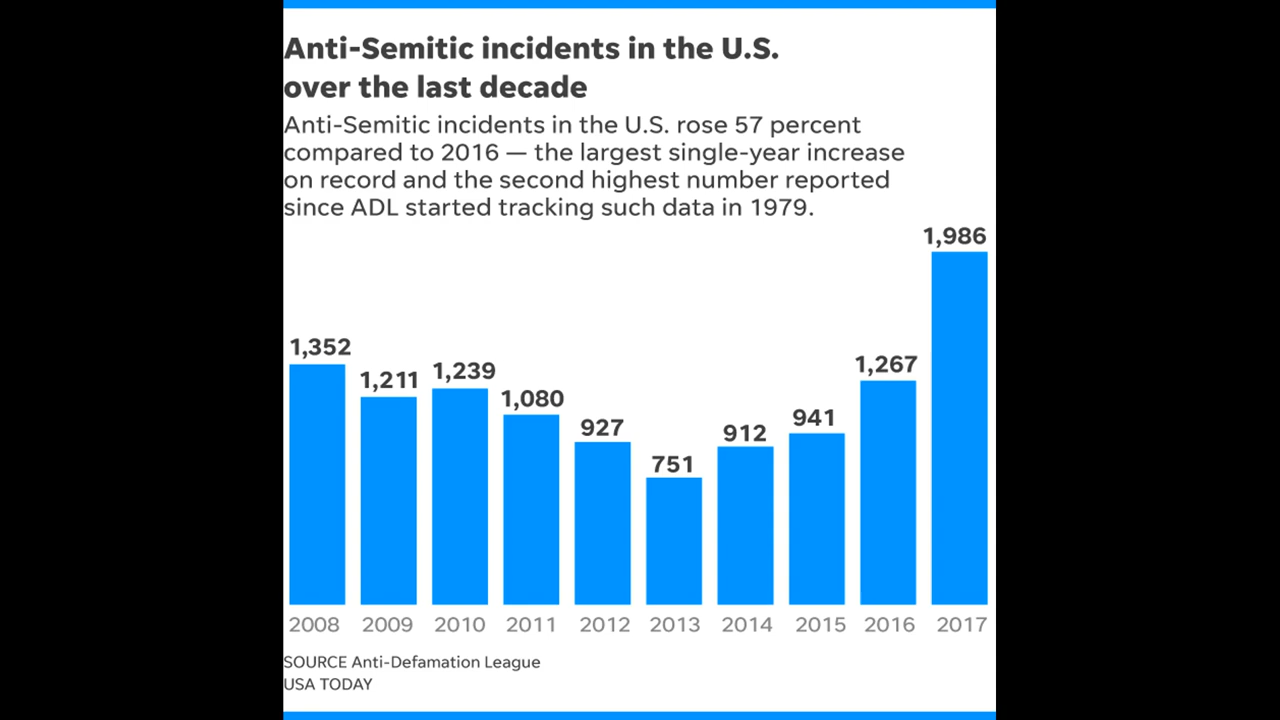 Anti-Semitic incidents in the U.S.
over the last decade
Anti-Semitic incidents in the U.S. rose 57 percent
compared to 2016 — the largest single-year increase
on record and the second highest number reported
since ADL started tracking such data in 1979.
1,352
1,211
1,239
1,080
927
751
912
941
1,267
1,986
2008 2009 2010 2011 2012 2013 2014 2015 2016 2017
SOURCE Anti-Defamation League
USA TODAY